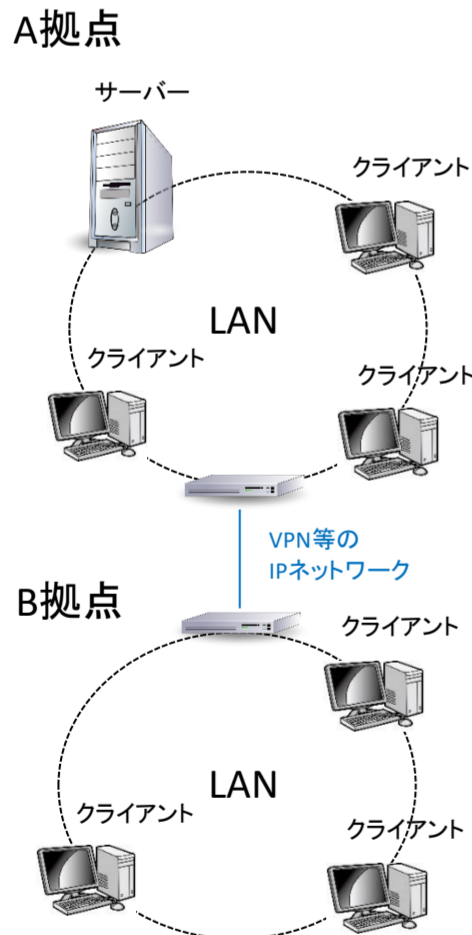 A拠点
サーバー
クライアント
LAN
クライアント
クライアント
VPN等の
IPネットワーク
B拠点
クライアント
LAN
クライアント
クライアント